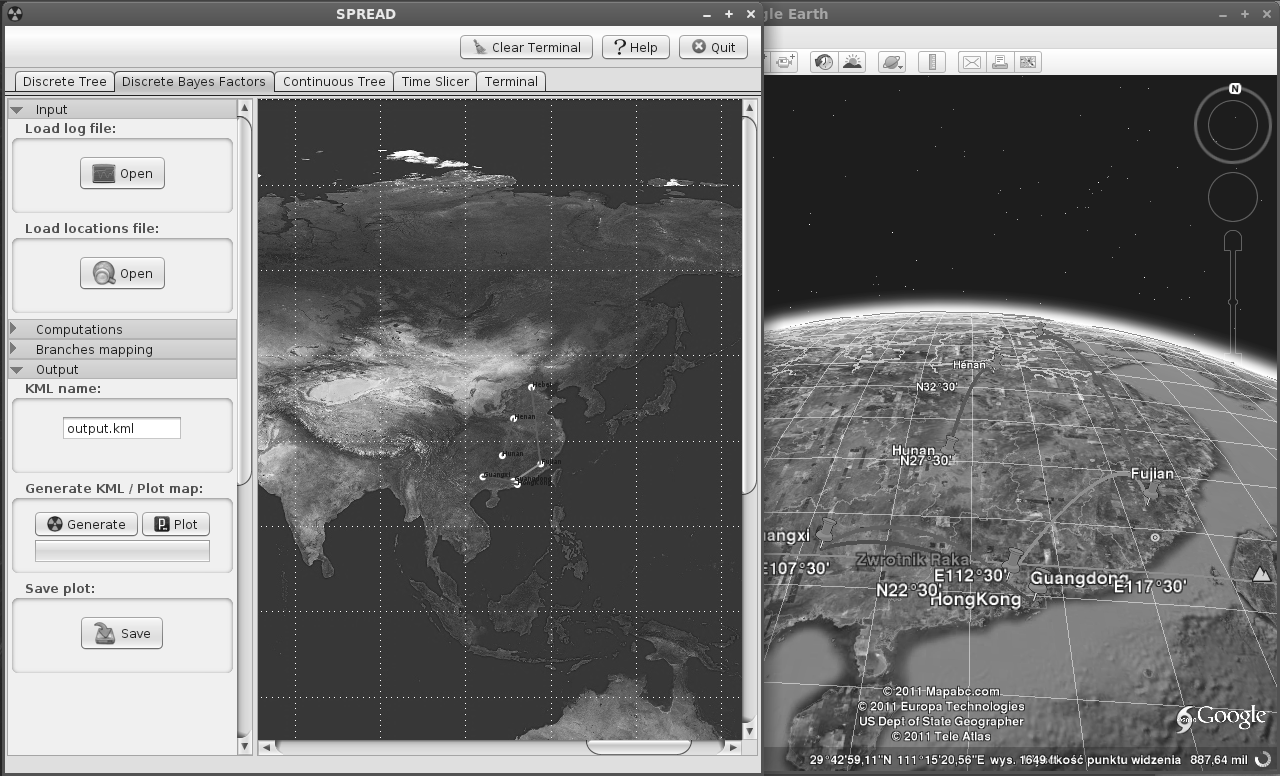 SPREAD
Clear Terminal
Help
Quit
Discrete Tree
Discrete Bayes Factors
Continuous Tree
Time Slicer
Terminal
Input
Load log file:
Open
Load locations file:
Open
Computations
Branches mapping
Output
KML name:
output.kml
Generate KML / Plot map:
Generate
Plot
Save plot:
Save
Hebei
Henan
Hunan
Fujian
Guangxi
Guangdong
HongKong
gle Earth
N
Henan
N32°30'
Hunan
N27°30'
Fujian
angxi
Zwrotnik Raka
E107°30'
E112°30'
Guangdong
E117°30'
N22°30'
HongKong
© 2011 Mapabc.com
© 2011 Europa Technologies
US Dept of State Geographer
© 2011 Tele Atlas
Google
29°42'59,11"N 111°15'20,56"E wys. 1649 punktu widzenia 887,64 mil